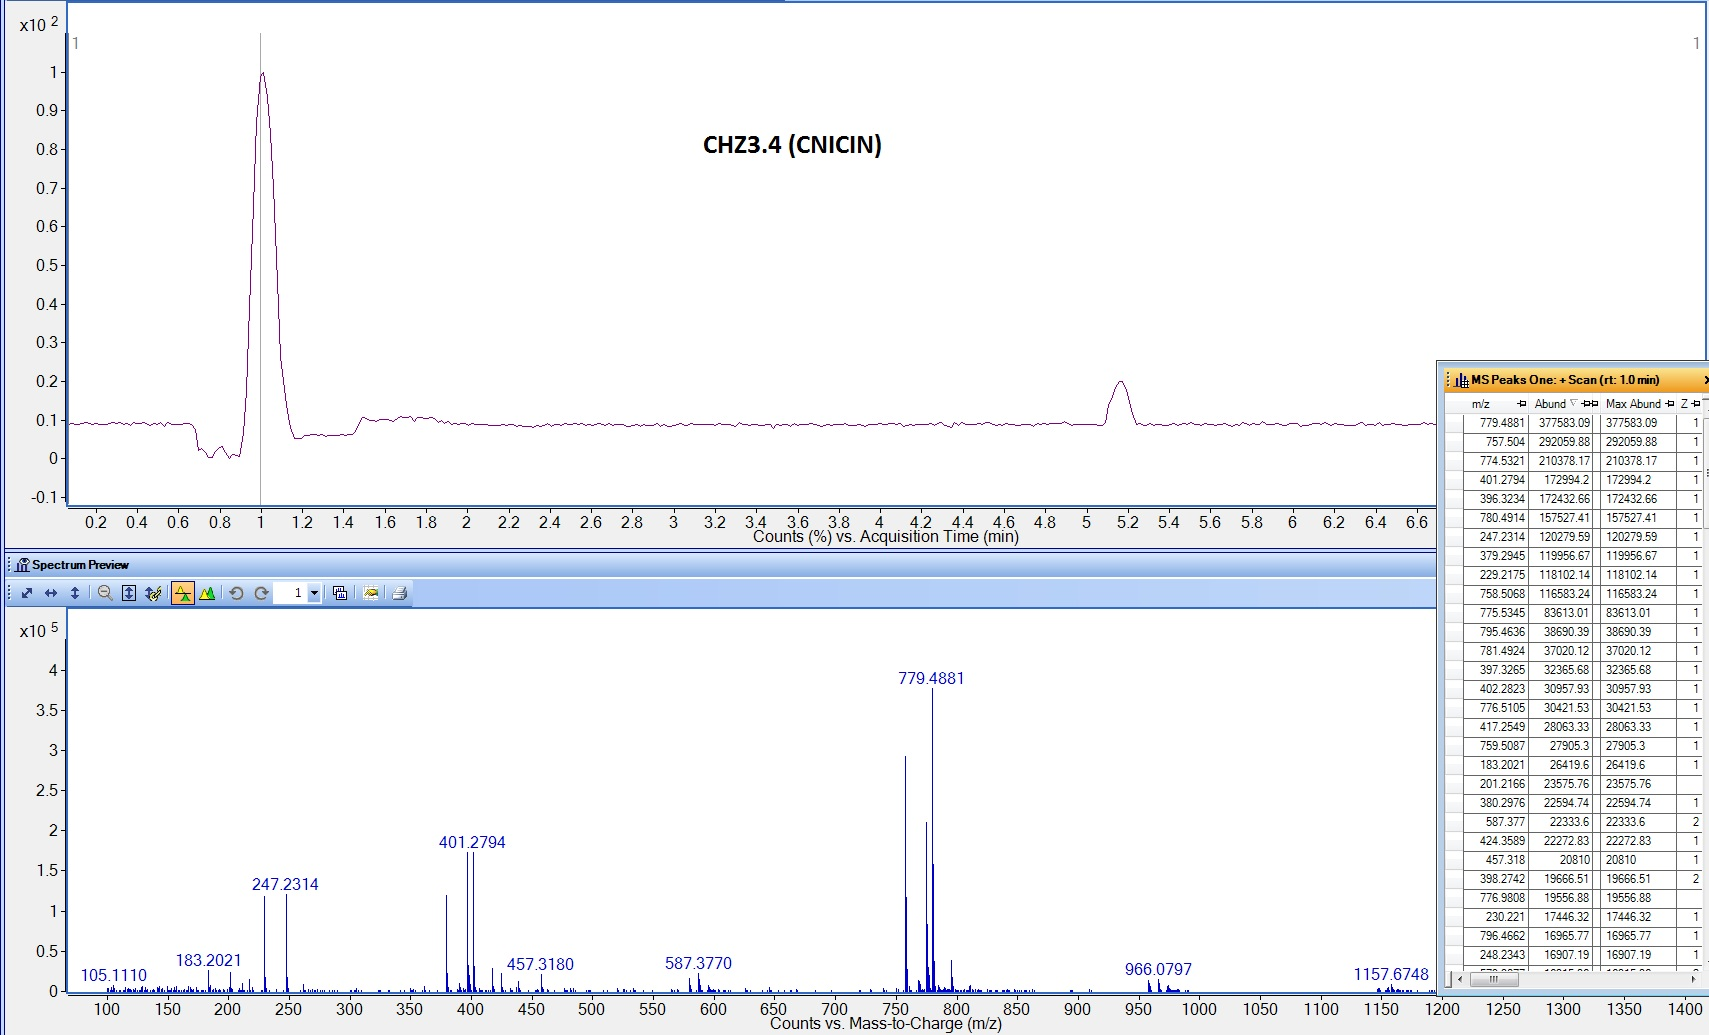 x10 2
1
1
1
0.9
0.8
0.7
0.6
0.5
0.4
0.3
0.2
0.1
0
-0.1
CHZ3.4 (CNICIN)
0.2 0.4 0.6 0.8 1 1.2 1.4 1.6 1.8 2 2.2 2.4 2.6 2.8 3 3.2 3.4 3.6 3.8 4 4.2 4.4 4.6 4.8 5 5.2 5.4 5.6 5.8 6 6.2 6.4 6.6
Counts (%) vs. Acquisition Time (min)
MS Peaks One: + Scan (rt: 1.0 min)
m/z Abund Max Abund Z
779.4881 377583.09 377583.09 1
757.504 292059.88 292059.88 1
774.5321 210378.17 210378.17 1
401.2794 172994.2 172994.2 1
396.3234 172432.66 172432.66 1
780.4914 157527.41 157527.41 1
247.2314 120279.59 120279.59 1
379.2945 119956.67 119956.67 1
229.2175 118102.14 118102.14 1
758.5068 116583.24 116583.24 1
775.5345 83613.01 83613.01 1
795.4636 38690.39 38690.39 1
781.4924 37020.12 37020.12 1
397.3265 32365.68 32365.68 1
402.2823 30957.93 30957.93 1
776.5105 30421.53 30421.53 1
417.2549 28063.33 28063.33 1
759.5087 27905.3 27905.3 1
183.2021 26419.6 26419.6 1
201.2166 23575.76 23575.76
380.2976 22594.74 22594.74 1
587.377 22333.6 22333.6 2
424.3589 22272.83 22272.83 1
457.318 20810 20810 1
398.2742 19666.51 19666.51 2
776.9808 19556.88 19556.88
230.221 17446.32 17446.32 1
796.4662 16965.77 16965.77 1
248.2343 16907.19 16907.19 1
Spectrum Preview
1
x10 5
4
3.5
3
2.5
2
1.5
1
0.5
0
779.4881
401.2794
247.2314
183.2021
105.1110
457.3180
587.3770
966.0797
1157.6748
100 150 200 250 300 350 400 450 500 550 600 650 700 750 800 850 900 950 1000 1050 1100 1150 1200 1250 1300 1350 1400
Counts vs. Mass-to-Charge (m/z)